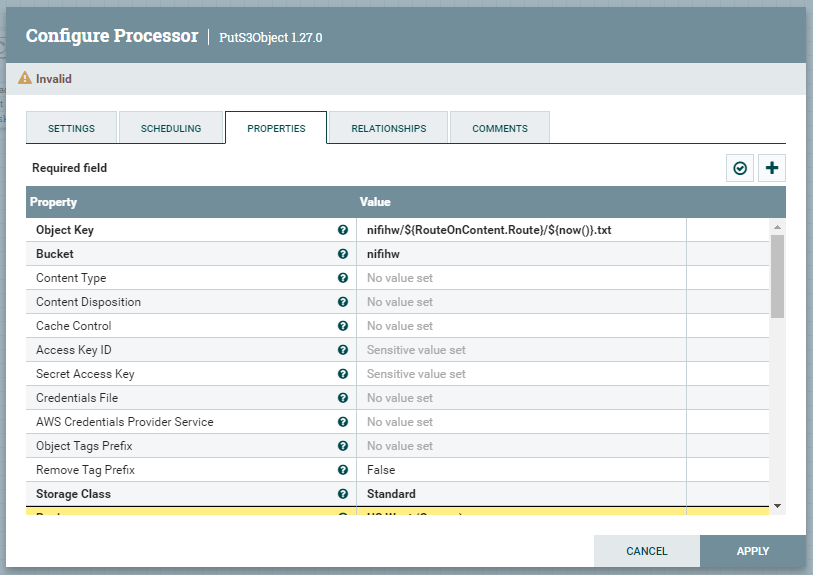 Configure Processor | PutS3Object 1.27.0
Invalid
SETTINGS SCHEDULING PROPERTIES RELATIONSHIPS COMMENTS
Required field
Property Value
Object Key nifihw/${RouteOnContent.Route}/${now()}.txt
Bucket nifihw
Content Type No value set
Content Disposition No value set
Cache Control No value set
Access Key ID Sensitive value set
Secret Access Key Sensitive value set
Credentials File No value set
AWS Credentials Provider Service No value set
Object Tags Prefix No value set
Remove Tag Prefix False
Storage Class Standard
CANCEL APPLY